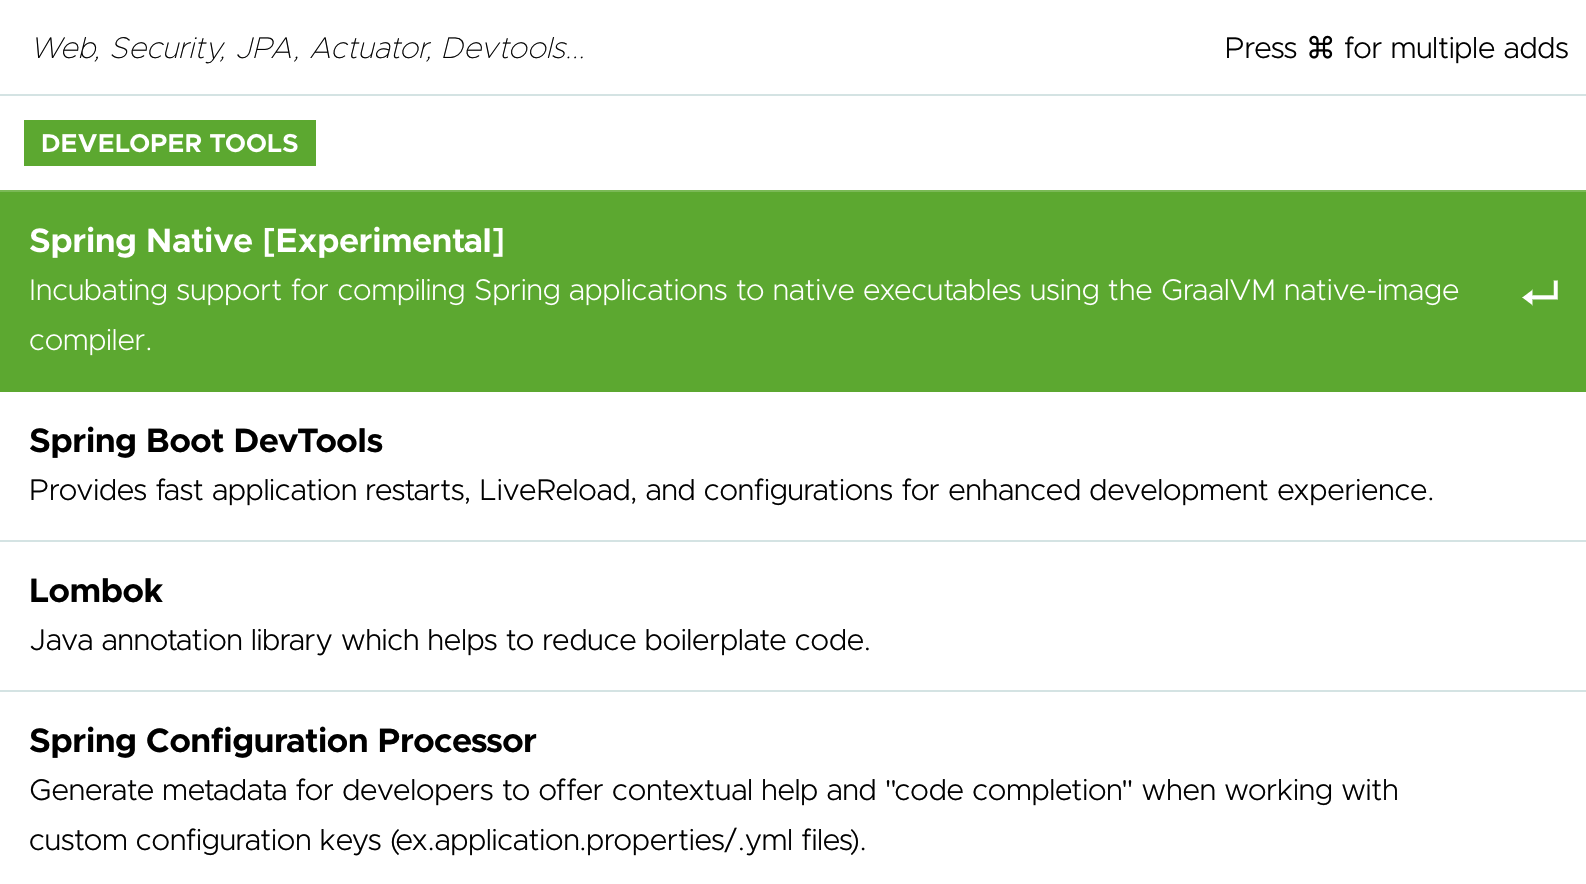 Web, Security, JPA, Actuator, Devtools...
Press ⌘ for multiple adds
DEVELOPER TOOLS
Spring Native [Experimental]
Incubating support for compiling Spring applications to native executables using the GraalVM native-image
compiler.
Spring Boot DevTools
Provides fast application restarts, LiveReload, and configurations for enhanced development experience.
Lombok
Java annotation library which helps to reduce boilerplate code.
Spring Configuration Processor
Generate metadata for developers to offer contextual help and "code completion" when working with
custom configuration keys (ex.application.properties/.yml files).